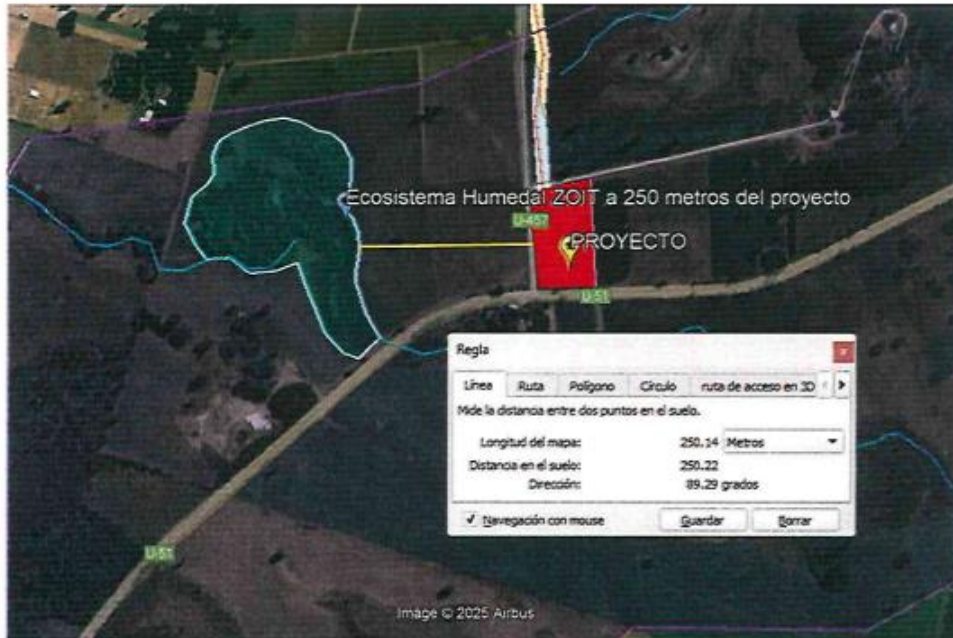 Ecosistema Humedal ZOIT a 250 metros del proyecto
U-457
PROYECTO
U-51
Regla
Línea Ruta Polígono Círculo ruta de acceso en 3D
Mide la distancia entre dos puntos en el suelo.
Longitud del mapa: 250.14 Metros
Distancia en el suelo: 250.22
Dirección: 89.29 grados
Navegación con mouse Guardar Borrar
U-51
Image © 2025 Airbus